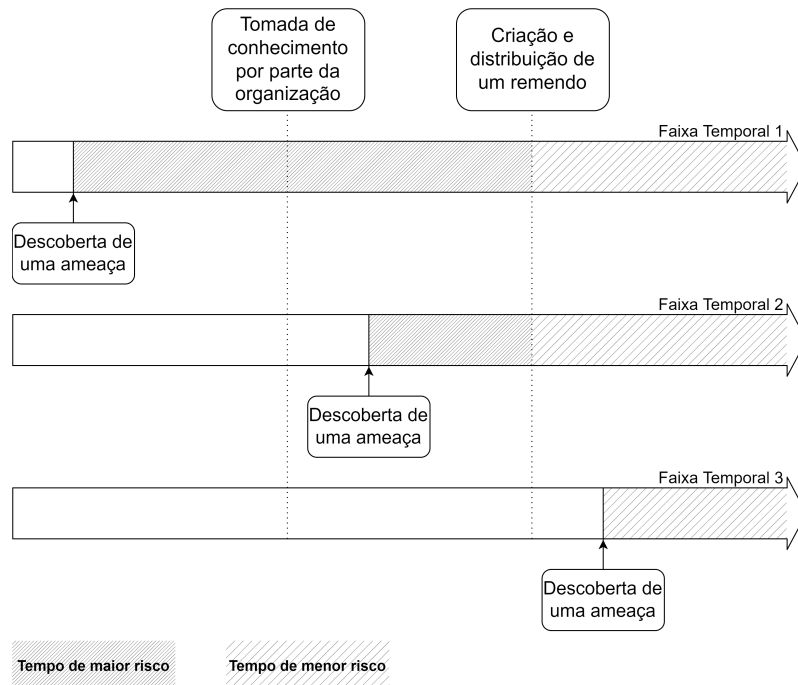 Tomada de
conhecimento
por parte da
organização
Criação e
distribuição de
um remendo
Faixa Temporal 1
Descoberta de
uma ameaça
Faixa Temporal 2
Descoberta de
uma ameaça
Faixa Temporal 3
Descoberta de
uma ameaça
Tempo de maior risco
Tempo de menor risco